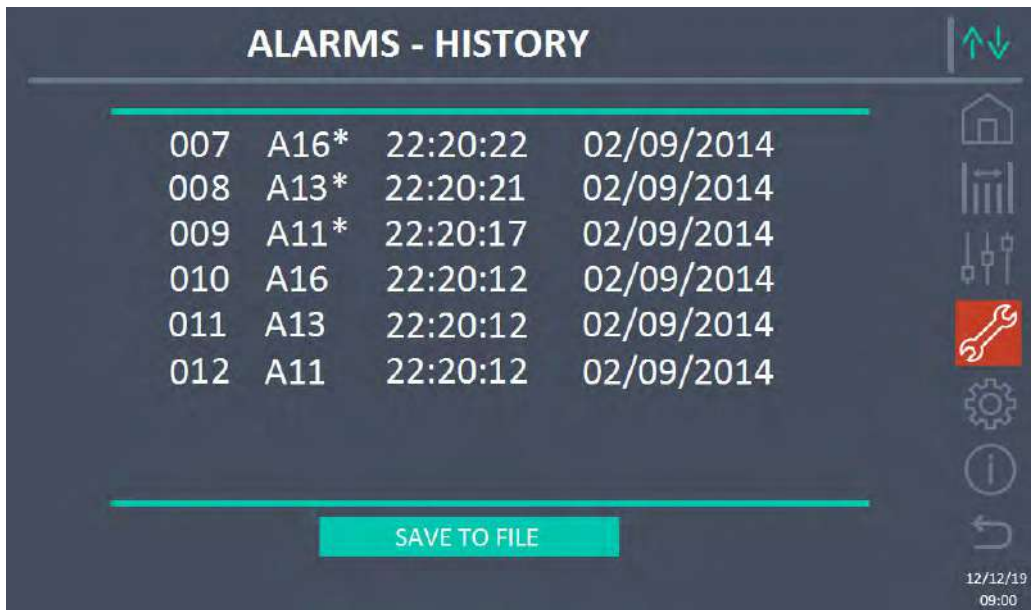 ALARMS - HISTORY
007 A16* 22:20:22 02/09/2014
008 A13* 22:20:21 02/09/2014
009 A11* 22:20:17 02/09/2014
010 A16 22:20:12 02/09/2014
011 A13 22:20:12 02/09/2014
012 A11 22:20:12 02/09/2014
SAVE TO FILE
12/12/19
09:00